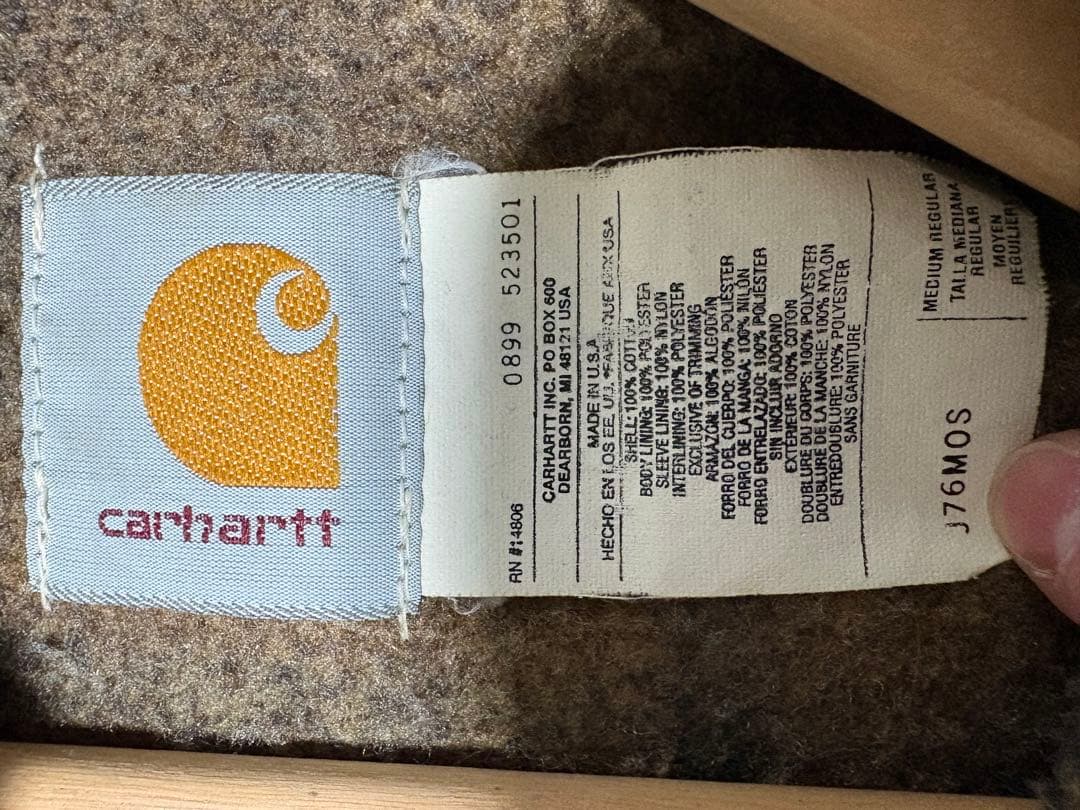 carhartt
RN #14806 0899 523501
CARHARTT INC. PO BOX 600
DEARBORN, MI 48121 USA
MADE IN U.S.A
HECHO EN LOS EE. UU. FABRIQUE AUX USA
SHELL: 100% COTTON
BODY LINING: 100% POLYESTER
SLEEVE LINING: 100% NYLON
INTERLINING: 100% POLYESTER
EXCLUSIVE OF TRIMMING
ARMAZON: 100% ALGODON
FORRO DEL CUERPO: 100% POLIESTER
FORRO DE LA MANGA: 100% NILON
FORRO ENTRELAZADO: 100% POLIESTER
SIN INCLUIR ADORNO
EXTERIEUR: 100% COTON
DOUBLURE DU CORPS: 100% POLYESTER
DOUBLURE DE LA MANCHE: 100% NYLON
ENTREDOUBLURE: 100% POLYESTER
SANS GARNITURE
J76MOS
MEDIUM REGULAR
TALLA MEDIANA
REGULAR
MOYEN
REGUILIER